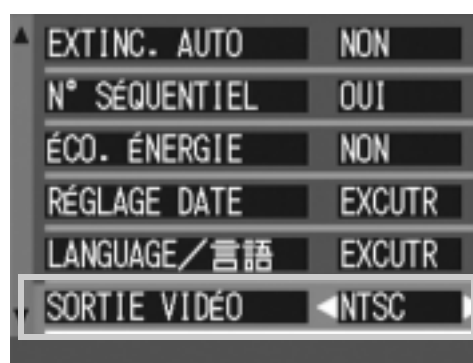 EXTINC. AUTO NON
N° SÉQUENTIEL OUI
ÉCO. ÉNERGIE NON
RÉGLAGE DATE EXCUTR
LANGUAGE/言語 EXCUTR
SORTIE VIDÉO NTSC